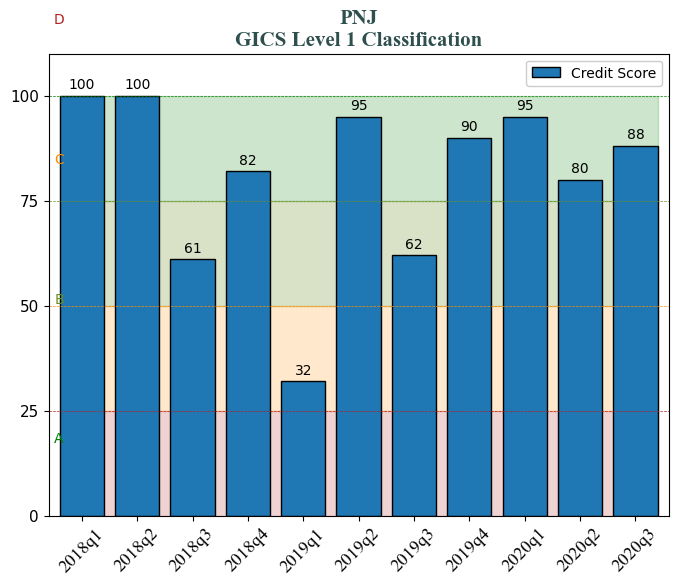 D
PNJ
GICS Level 1 Classification
Credit Score
100
100
100
95
95
90
88
C
82
80
75
61
62
B
50
32
25
A
0
2018q1
2018q2
2018q3
2018q4
2019q1
2019q2
2019q3
2019q4
2020q1
2020q2
2020q3